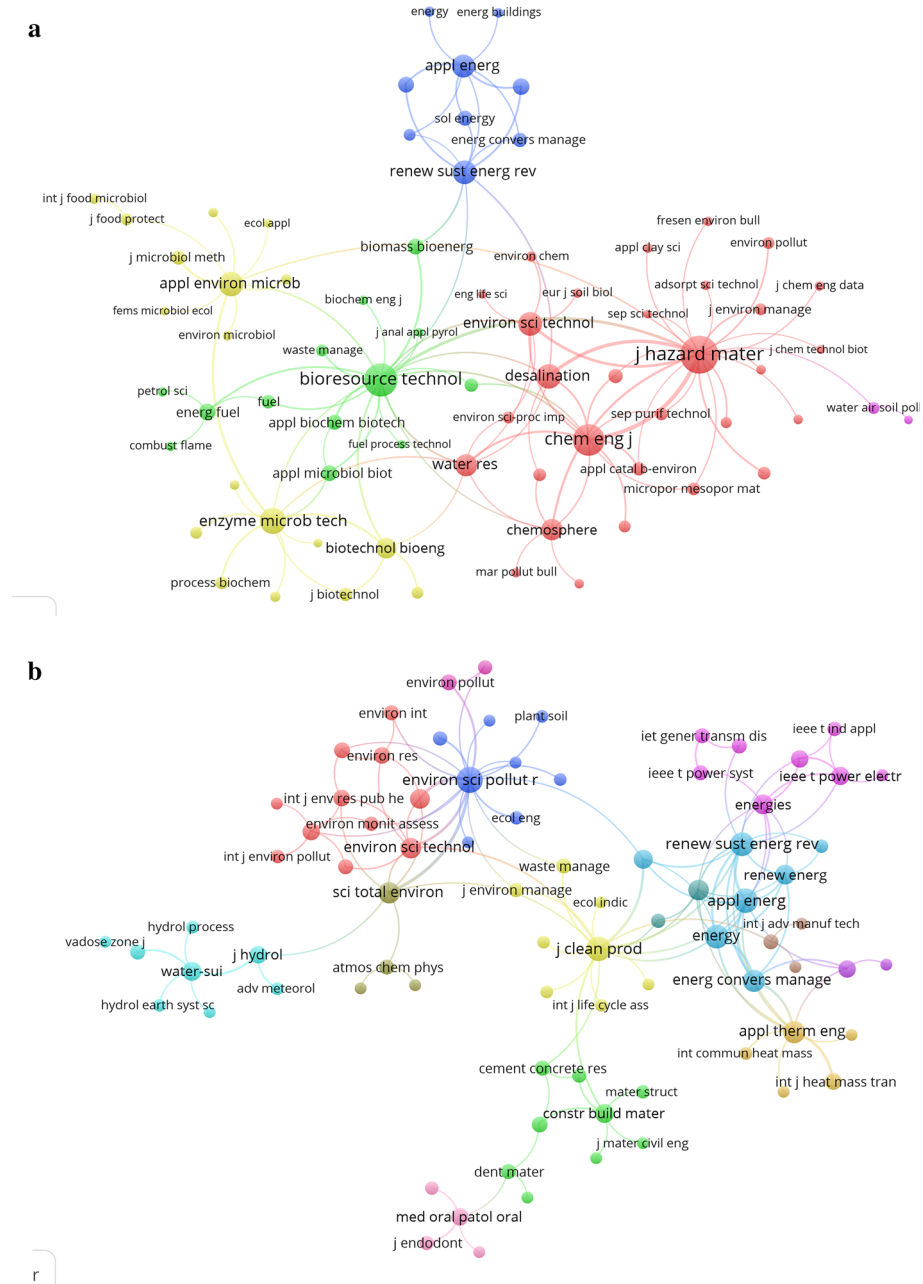 a
energy
energ buildings
appl energ
sol energy
energ convers manage
renew sust energ rev
int j food microbiol
j food protect
ecol appl
j microbiol meth
appl environ microb
fems microbiol ecol
environ microbiol
biomass bioenerg
biochem eng j
j anal appl pyrol
waste manage
bioresource technol
petrol sci
energ fuel
fuel
combust flame
appl biochem biotech
fuel process technol
appl microbiol biot
enzyme microb tech
biotechnol bioeng
process biochem
j biotechnol
environ chem
eng life sci
eur j soil biol
environ sci technol
desalination
environ sci-proc imp
water res
chem eng j
chemosphere
mar pollut bull
fresen environ bull
appl clay sci
environ pollut
adsorpt sci technol
j chem eng data
sep sci technol
j environ manage
j hazard mater
j chem technol biot
sep purif technol
water air soil poll
appl catal b-environ
micropor mesopor mat
b
environ pollut
environ int
plant soil
environ res
environ sci pollut r
int j env res pub he
environ monit assess
ecol eng
environ sci technol
int j environ pollut
sci total environ
waste manage
j environ manage
ecol indic
j clean prod
int j life cycle ass
hydrol process
vadose zone j
water-sui
j hydrol
adv meteorol
hydrol earth syst sc
atmos chem phys
iet gener transm dis
ieee t ind appl
ieee t power syst
ieee t power electr
energies
renew sust energ rev
renew energ
appl energ
int j adv manuf tech
energy
energ convers manage
appl therm eng
int commun heat mass
int j heat mass tran
cement concrete res
mater struct
constr build mater
j mater civil eng
dent mater
med oral patol oral
j endodont
r